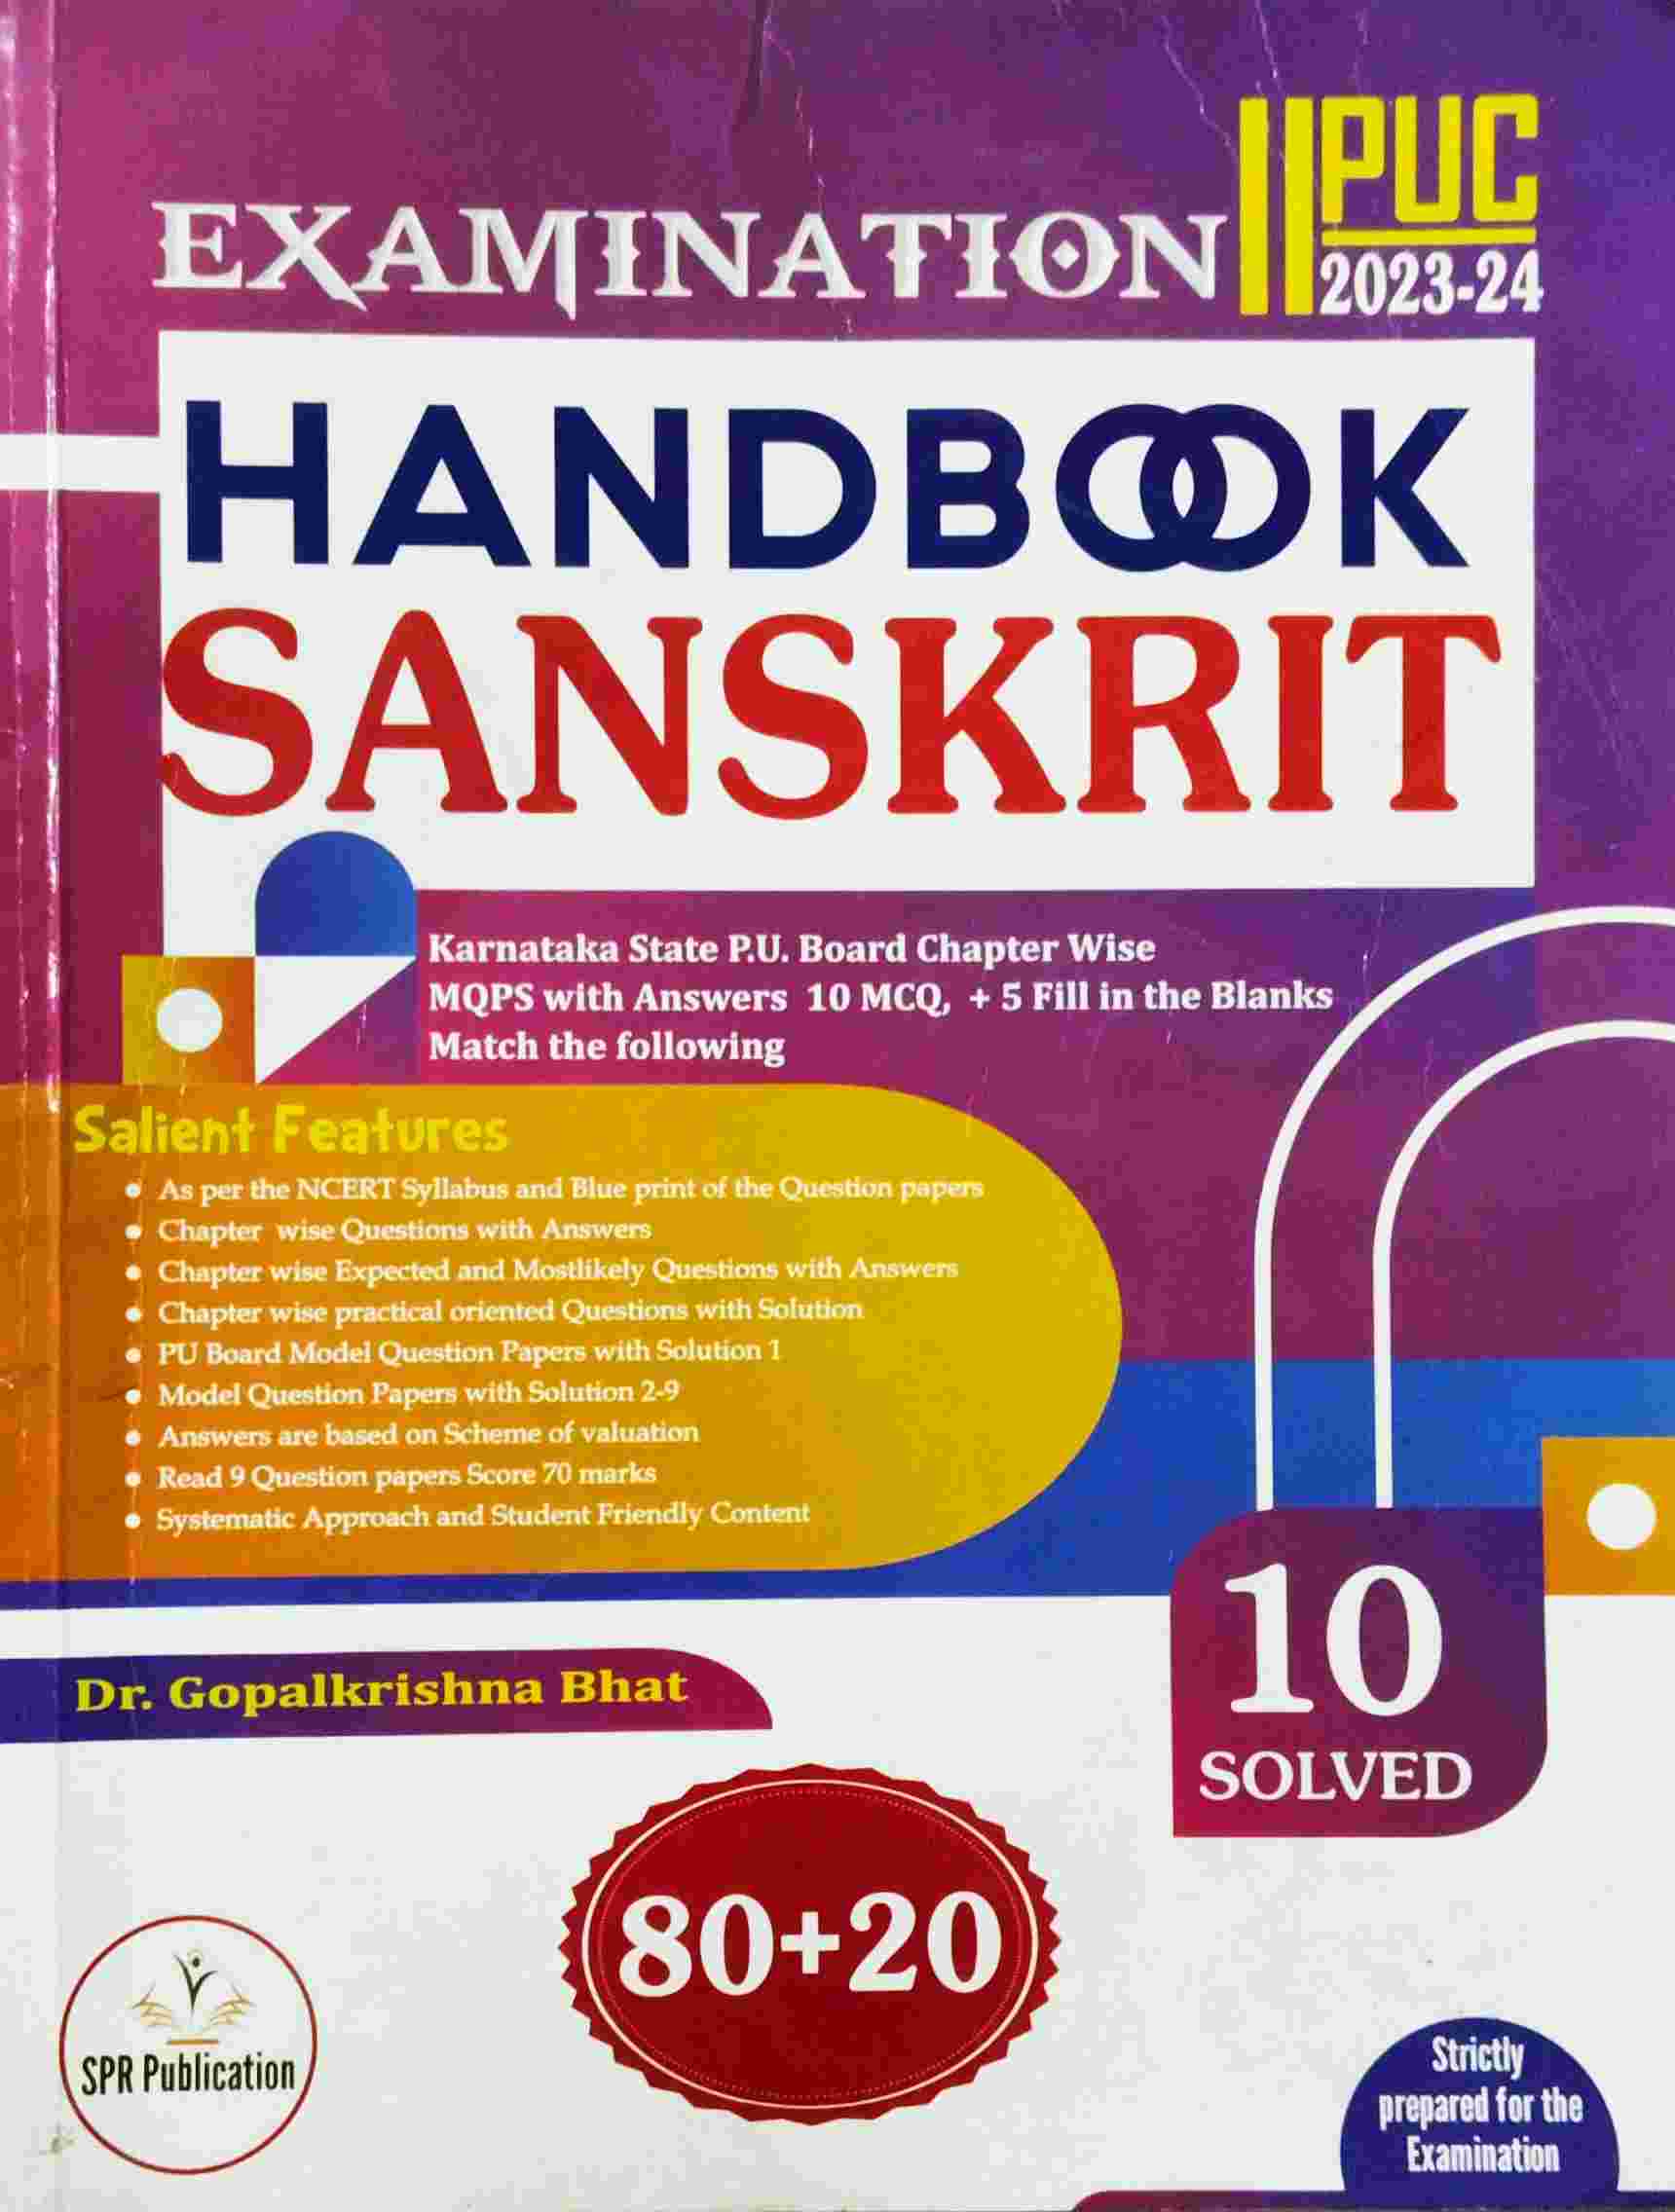 II PUC
EXAMINATION
2023-24
HANDBOOK
SANSKRIT
Karnataka State P.U. Board Chapter Wise
MQPS with Answers 10 MCQ, + 5 Fill in the Blanks
Match the following
Salient Features
• As per the NCERT Syllabus and Blue print of the Question papers
• Chapter wise Questions with Answers
• Chapter wise Expected and Mostlikely Questions with Answers
• Chapter wise practical oriented Questions with Solution
• PU Board Model Question Papers with Solution 1
• Model Question Papers with Solution 2-9
• Answers are based on Scheme of valuation
• Read 9 Question papers Score 70 marks
• Systematic Approach and Student Friendly Content
10
SOLVED
Dr. Gopalkrishna Bhat
80+20
SPR Publication
Strictly
prepared for the
Examination